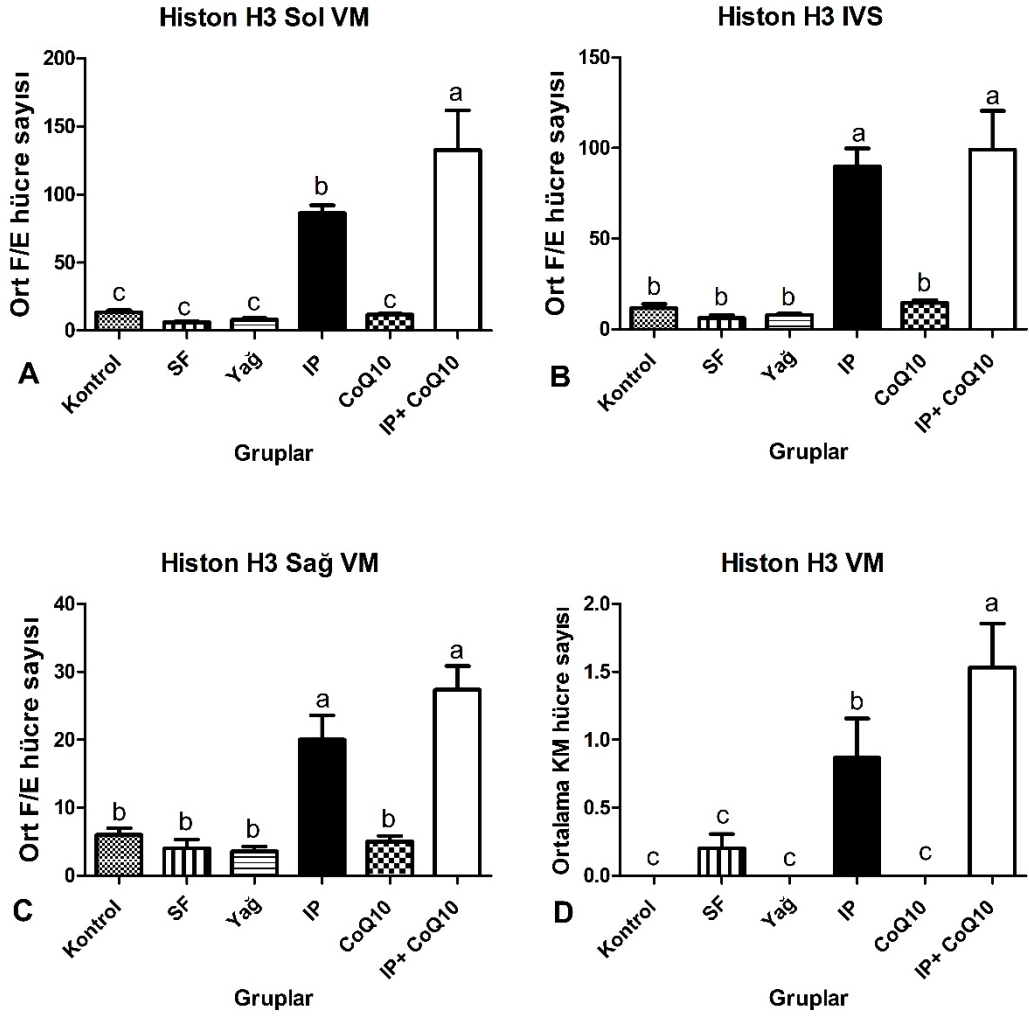 Histon H3 Sol VM
Ort F/E hücre sayısı
200
150
100
50
0
c
c
c
b
c
a
Kontrol
SF
Yağ
IP
CoQ10
IP+ CoQ10
Gruplar
A
Histon H3 IVS
Ort F/E hücre sayısı
150
100
50
0
b
b
b
a
b
a
Kontrol
SF
Yağ
IP
CoQ10
IP+ CoQ10
Gruplar
B
Histon H3 Sağ VM
Ort F/E hücre sayısı
40
30
20
10
0
b
b
b
a
b
a
Kontrol
SF
Yağ
IP
CoQ10
IP+ CoQ10
Gruplar
C
Histon H3 VM
Ortalama KM hücre sayısı
2.0
1.5
1.0
0.5
0.0
c
c
c
b
c
a
Kontrol
SF
Yağ
IP
CoQ10
IP+ CoQ10
Gruplar
D